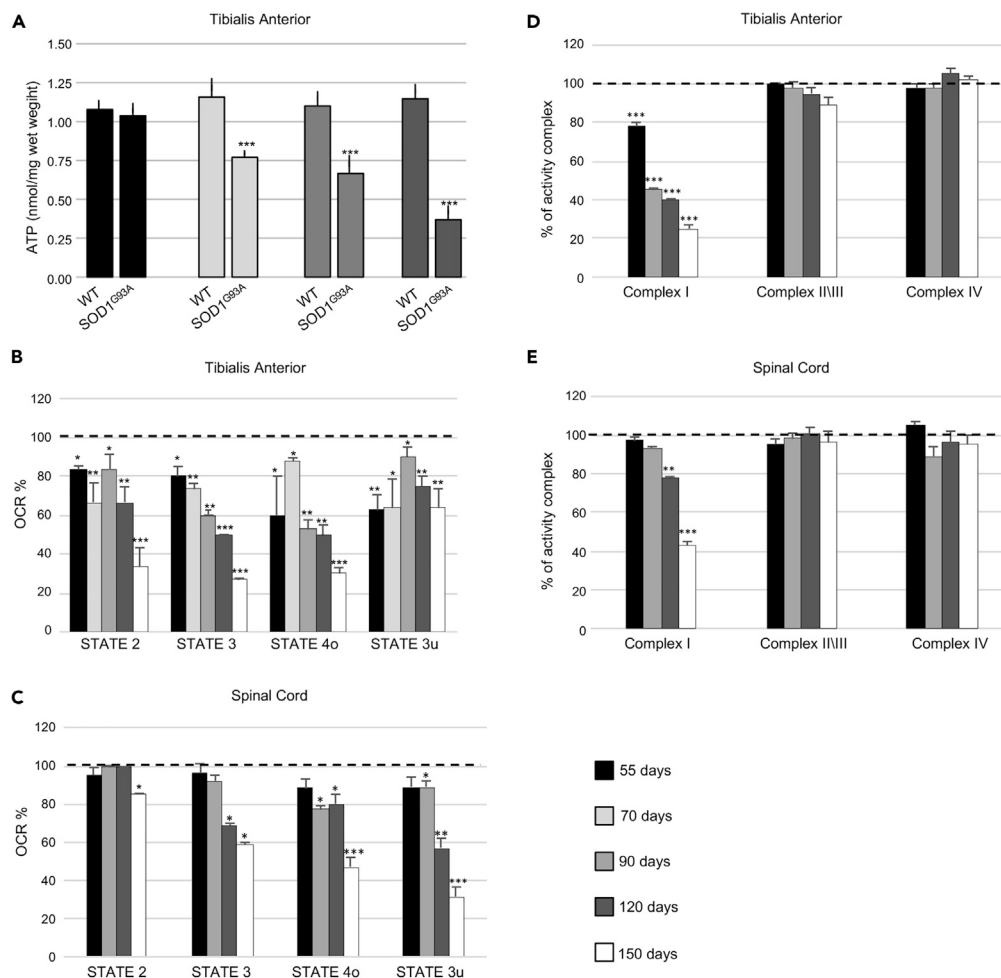 A
Tibialis Anterior
1.50
1.25
1.00
0.75
0.50
0.25
0.00
ATP (nmol/mg wet wegiht)
***
***
***
WT
SOD1G93A
WT
SOD1G93A
WT
SOD1G93A
WT
SOD1G93A
B
Tibialis Anterior
120
100
80
60
40
20
0
OCR %
* ** * ** ***
* ** ** *** ***
* * ** ** ***
** * * ** **
STATE 2 STATE 3 STATE 4o STATE 3u
C
Spinal Cord
120
100
80
60
40
20
0
OCR %
*
* *
* * ***
* ** ***
STATE 2 STATE 3 STATE 4o STATE 3u
D
Tibialis Anterior
120
100
80
60
40
20
0
% of activity complex
*** *** *** ***
Complex I Complex II\III Complex IV
E
Spinal Cord
120
100
80
60
40
20
0
% of activity complex
** ***
Complex I Complex II\III Complex IV
55 days
70 days
90 days
120 days
150 days